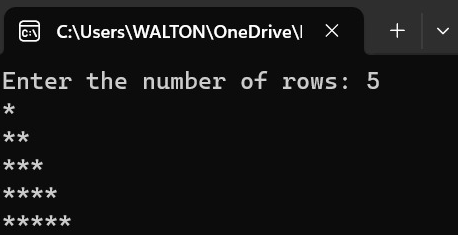 C:\Users\WALTON\OneDrive\
Enter the number of rows: 5
*
**
***
****
*****